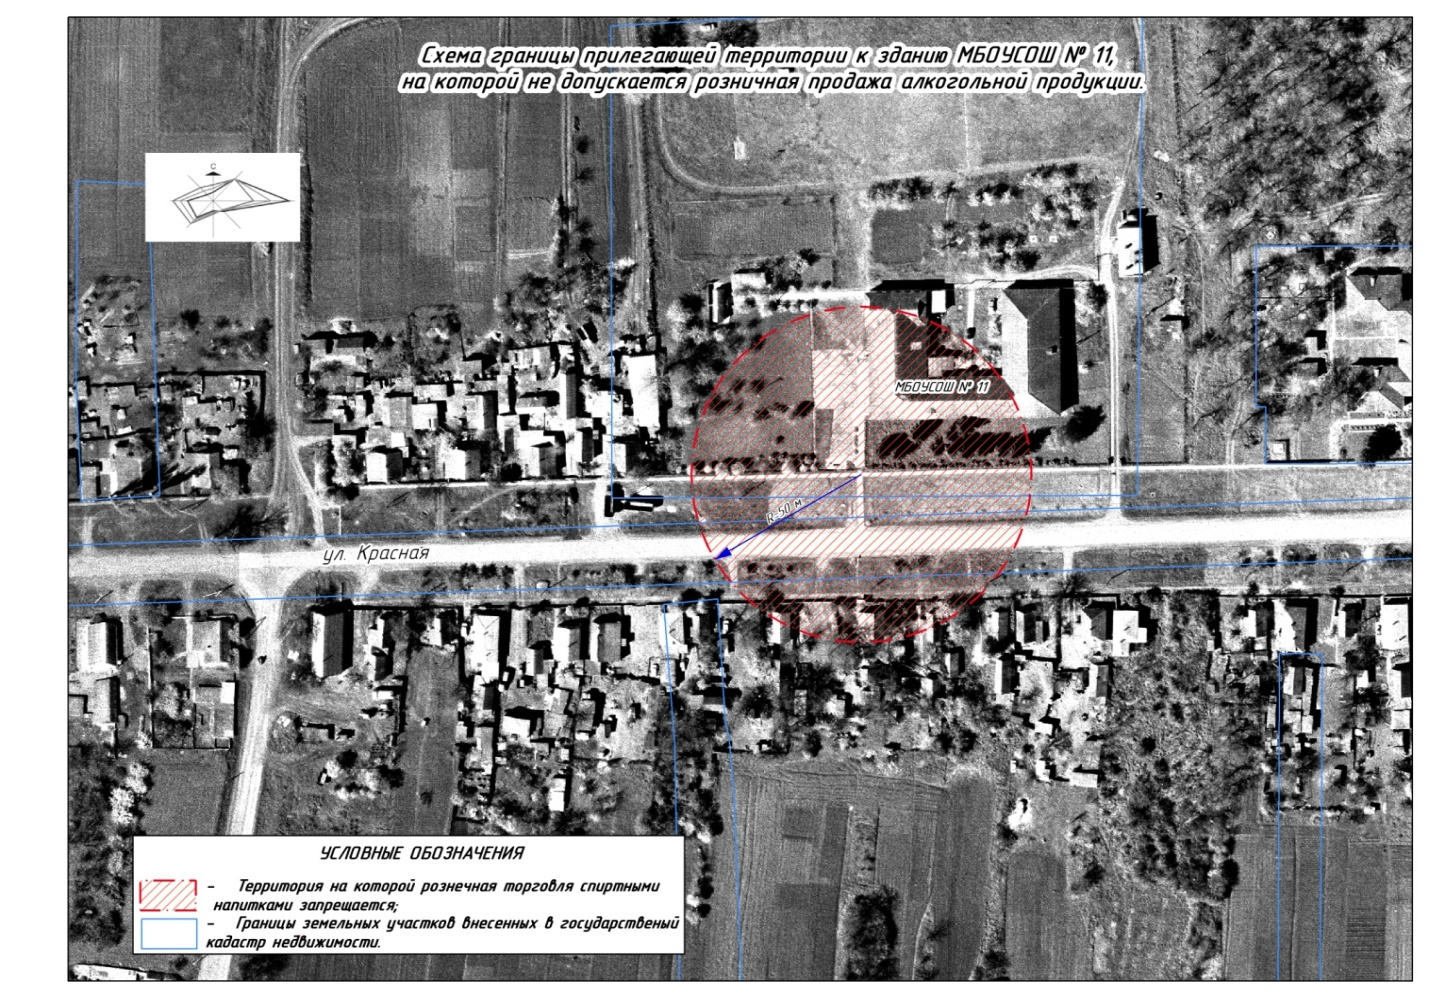 Схема границы прилегающей территории к зданию МБОУСОШ № 11,
на которой не допускается розничная продажа алкогольной продукции.
С
МБОУСОШ № 11
R-50 м
ул. Красная
УСЛОВНЫЕ ОБОЗНАЧЕНИЯ
- Территория на которой рознечная торговля спиртными
напитками запрещается;
- Границы земельных участков внесенных в государственый
кадастр недвижимости.